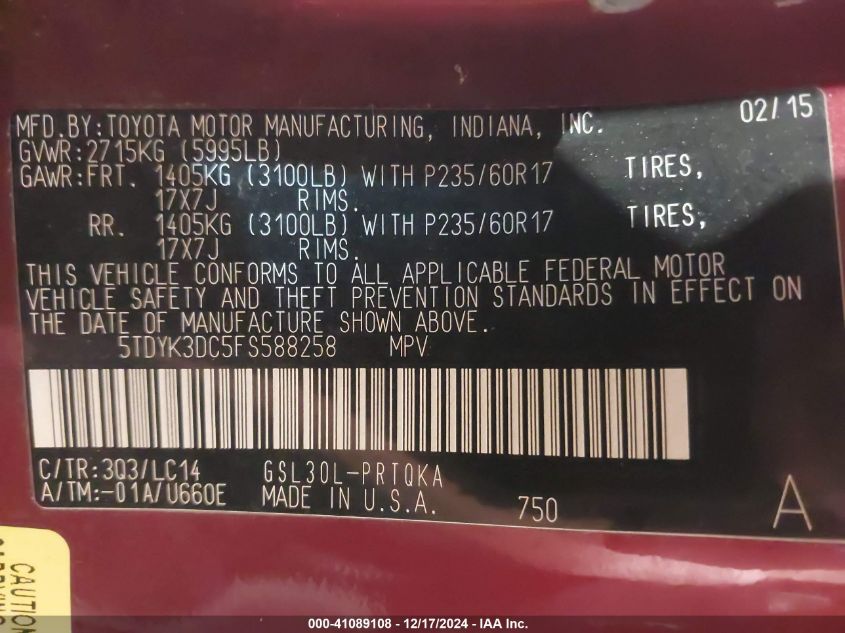 MFD.BY:TOYOTA MOTOR MANUFACTURING, INDIANA, INC. 02/15
GVWR:2715KG (5995LB)
GAWR:FRT. 1405KG (3100LB) WITH P235/60R17 TIRES,
17X7J RIMS.
RR. 1405KG (3100LB) WITH P235/60R17 TIRES,
17X7J RIMS.
THIS VEHICLE CONFORMS TO ALL APPLICABLE FEDERAL MOTOR
VEHICLE SAFETY AND THEFT PREVENTION STANDARDS IN EFFECT ON
THE DATE OF MANUFACTURE SHOWN ABOVE.
5TDYK3DC5FS588258 MPV
C/TR:3Q3/LC14 GSL30L-PRTQKA
A/TM:-01A/U660E MADE IN U.S.A. 750 A
CAUTION
000-41089108 - 12/17/2024 - IAA Inc.